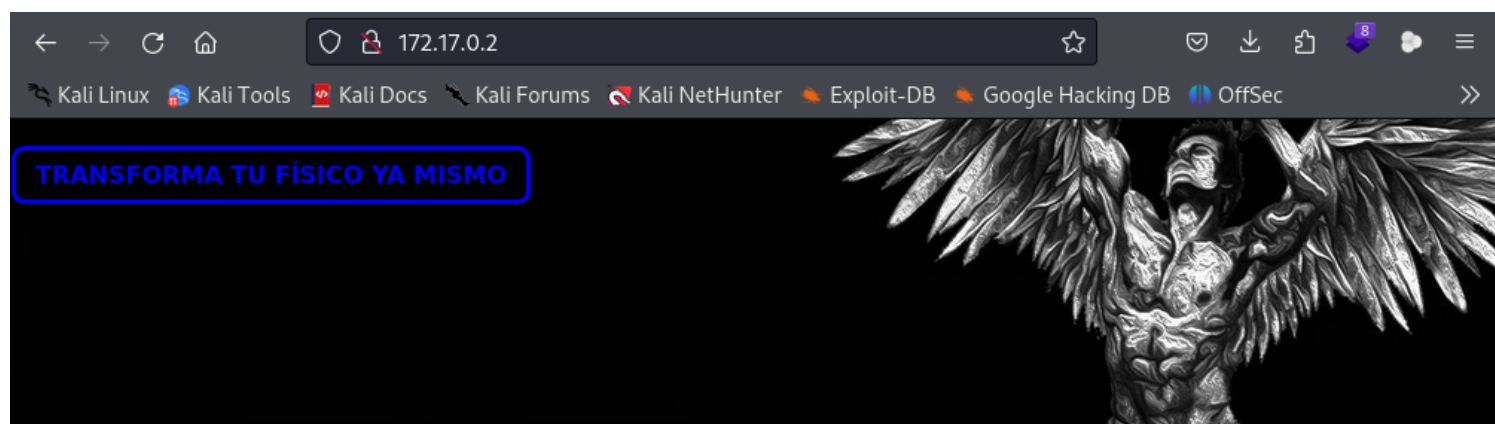 172.17.0.2
8
Kali Linux Kali Tools Kali Docs Kali Forums Kali NetHunter Exploit-DB Google Hacking DB OffSec
TRANSFORMA TU FÍSICO YA MISMO